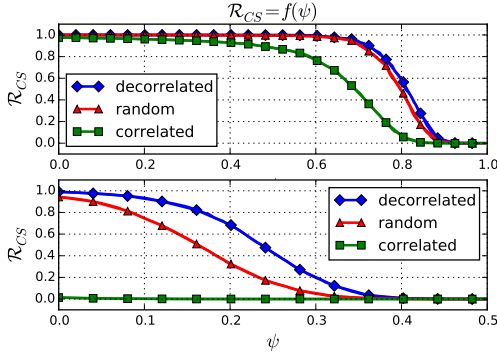 R_CS = f(ψ)
1.0
0.8
0.6
0.4
0.2
0.0
R_CS
decorrelated
random
correlated
0.0 0.2 0.4 0.6 0.8 1.0
1.0
0.8
0.6
0.4
0.2
0.0
R_CS
decorrelated
random
correlated
0.0 0.1 0.2 0.3 0.4 0.5
ψ